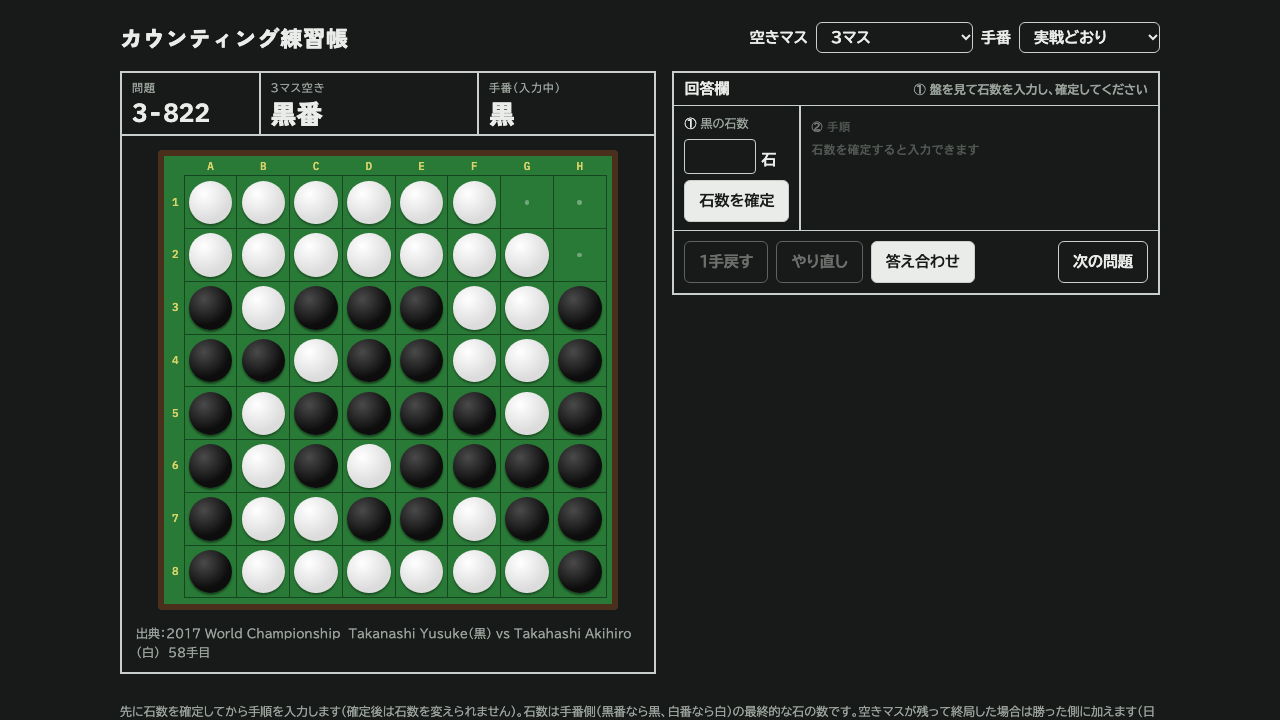 カウンティング練習帳
空きマス 3マス 手番 実戦どおり
問題
3-822
3マス空き
黒番
手番(入力中)
黒
A B C D E F G H
1
2
3
4
5
6
7
8
出典:2017 World Championship Takanashi Yusuke(黒) vs Takahashi Akihiro
(白) 58手目
回答欄
① 盤を見て石数を入力し、確定してください
① 黒の石数
石
石数を確定
② 手順
石数を確定すると入力できます
1手戻す やり直し 答え合わせ 次の問題
先に石数を確定してから手順を入力します(確定後は石数を変えられません)。石数は手番側(黒番なら黒、白番なら白)の最終的な石の数です。空きマスが残って終局した場合は勝った側に加えます(日